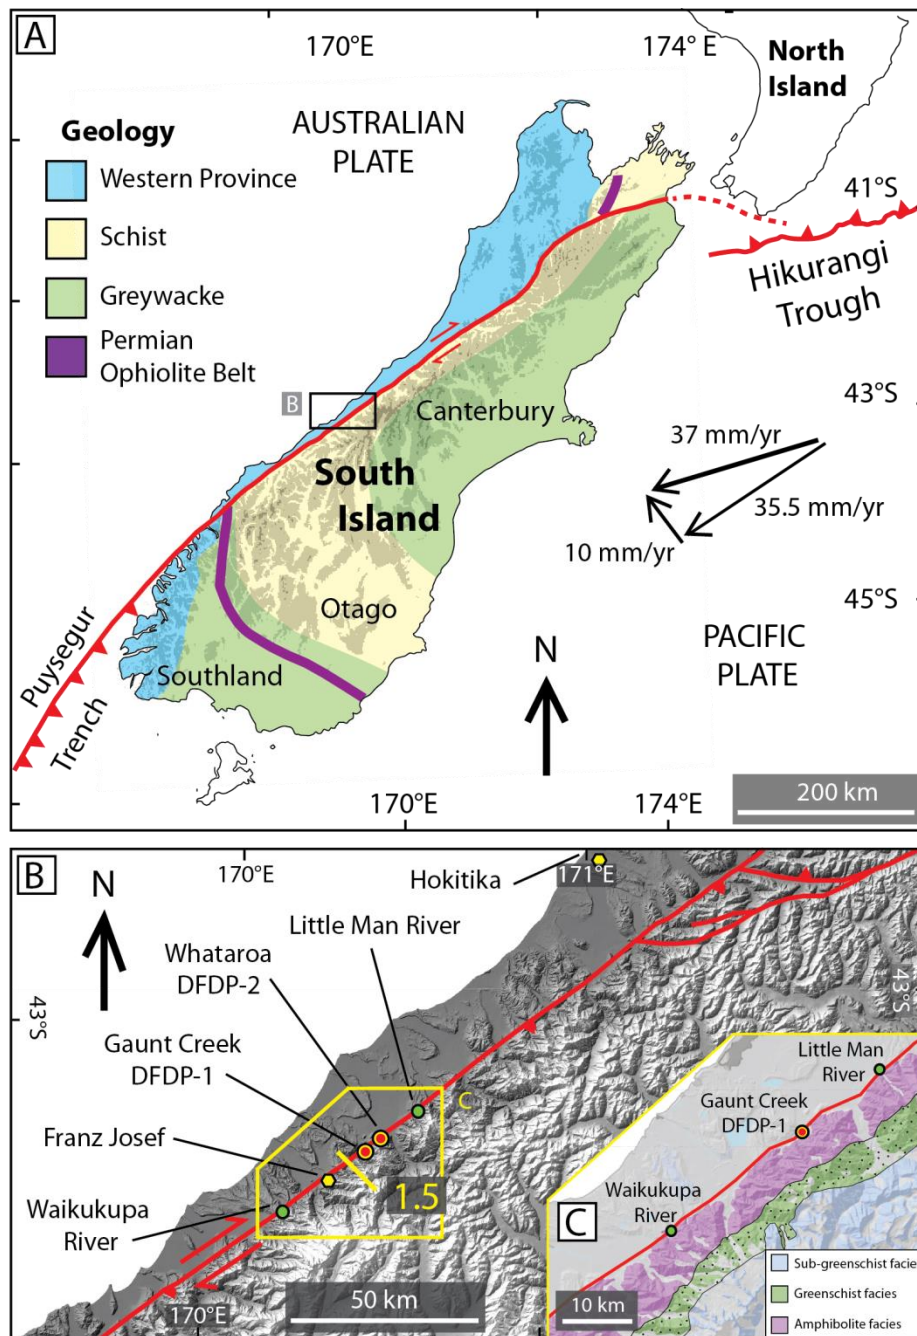 A
170°E
174° E
North
Island
AUSTRALIAN
PLATE
Geology
Western Province
Schist
Greywacke
Permian
Ophiolite Belt
41°S
Hikurangi
Trough
B
Canterbury
43°S
37 mm/yr
South
Island
35.5 mm/yr
10 mm/yr
Otago
45°S
PACIFIC
PLATE
N
Puysegur
Trench
Southland
170°E
174°E
200 km
B
170°E
Hokitika
171°E
N
Little Man River
Whataroa
DFDP-2
43°S
43°S
Gaunt Creek
DFDP-1
C
Franz Josef
1.5
Waikukupa
River
170°E
50 km
Little Man
River
Gaunt Creek
DFDP-1
Waikukupa
River
C
Sub-greenschist facie
Greenschist facies
Amphibolite facies
10 km